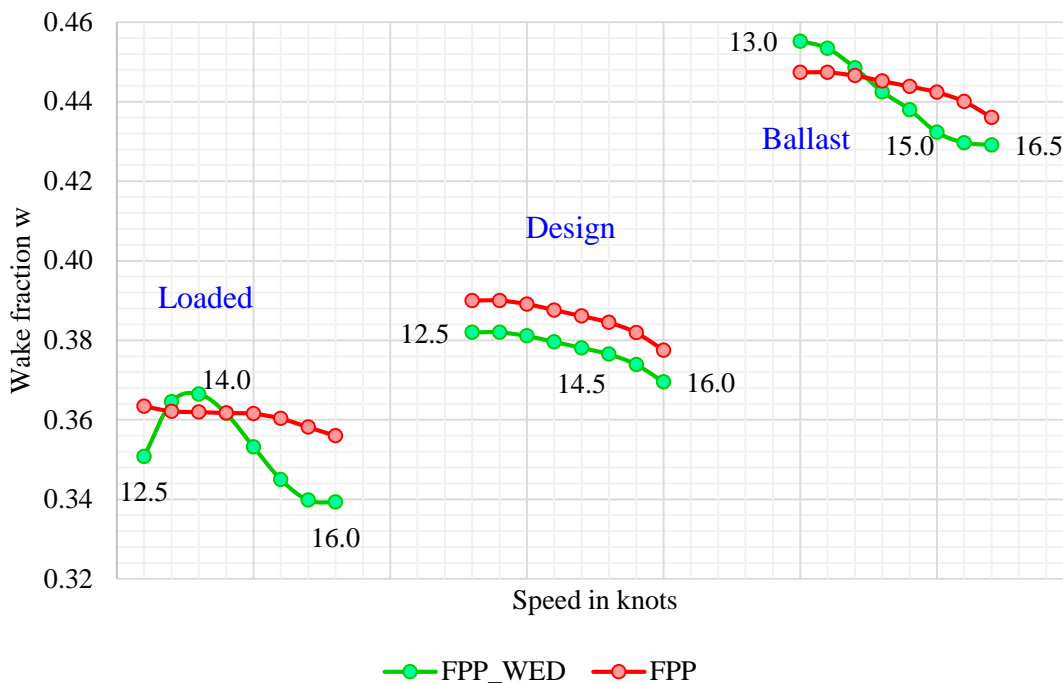 0.46
0.44
0.42
0.40
0.38
0.36
0.34
0.32
Wake fraction w
13.0
Ballast
15.0
16.5
Design
12.5
14.5
16.0
Loaded
14.0
12.5
16.0
Speed in knots
FPP_WED
FPP